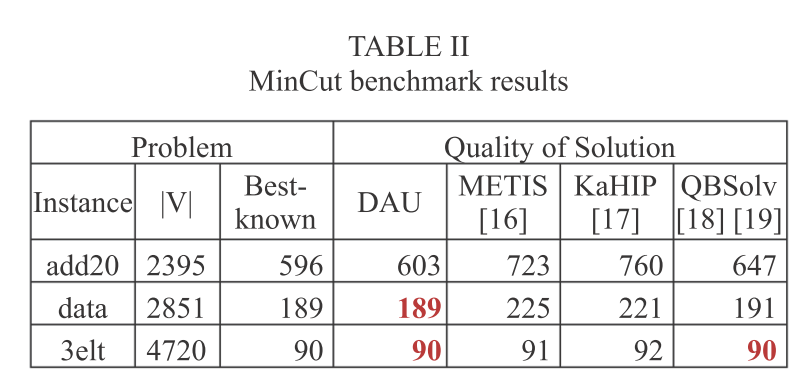 TABLE II
MinCut benchmark results
Problem Quality of Solution
Instance |V| Best-known DAU METIS [16] KaHIP [17] QBSolv [18] [19]
add20 2395 596 603 723 760 647
data 2851 189 189 225 221 191
3elt 4720 90 90 91 92 90